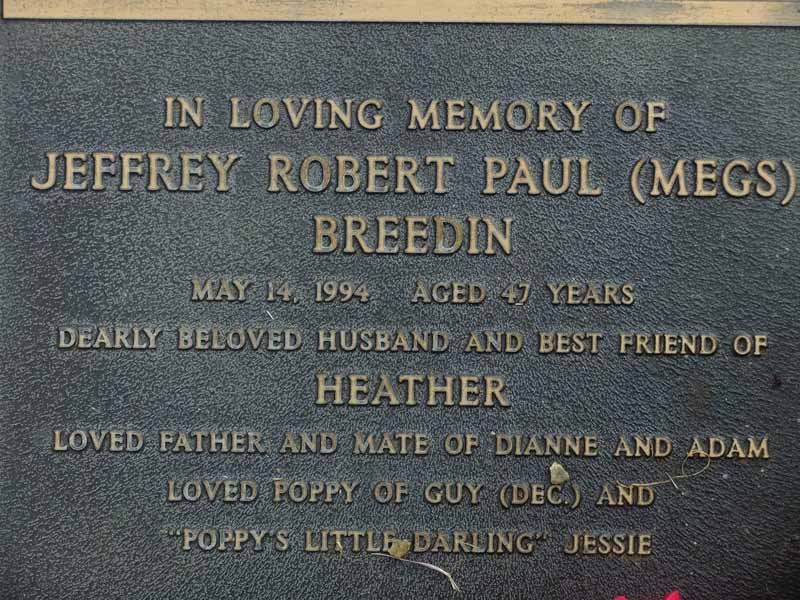 IN LOVING MEMORY OF
JEFFREY ROBERT PAUL (MEGS)
BREEDIN
MAY 14, 1994 AGED 47 YEARS
DEARLY BELOVED HUSBAND AND BEST FRIEND OF
HEATHER
LOVED FATHER AND MATE OF DIANNE AND ADAM
LOVED POPPY OF GUY (DEC.) AND
"POPPY'S LITTLE DARLING" JESSIE